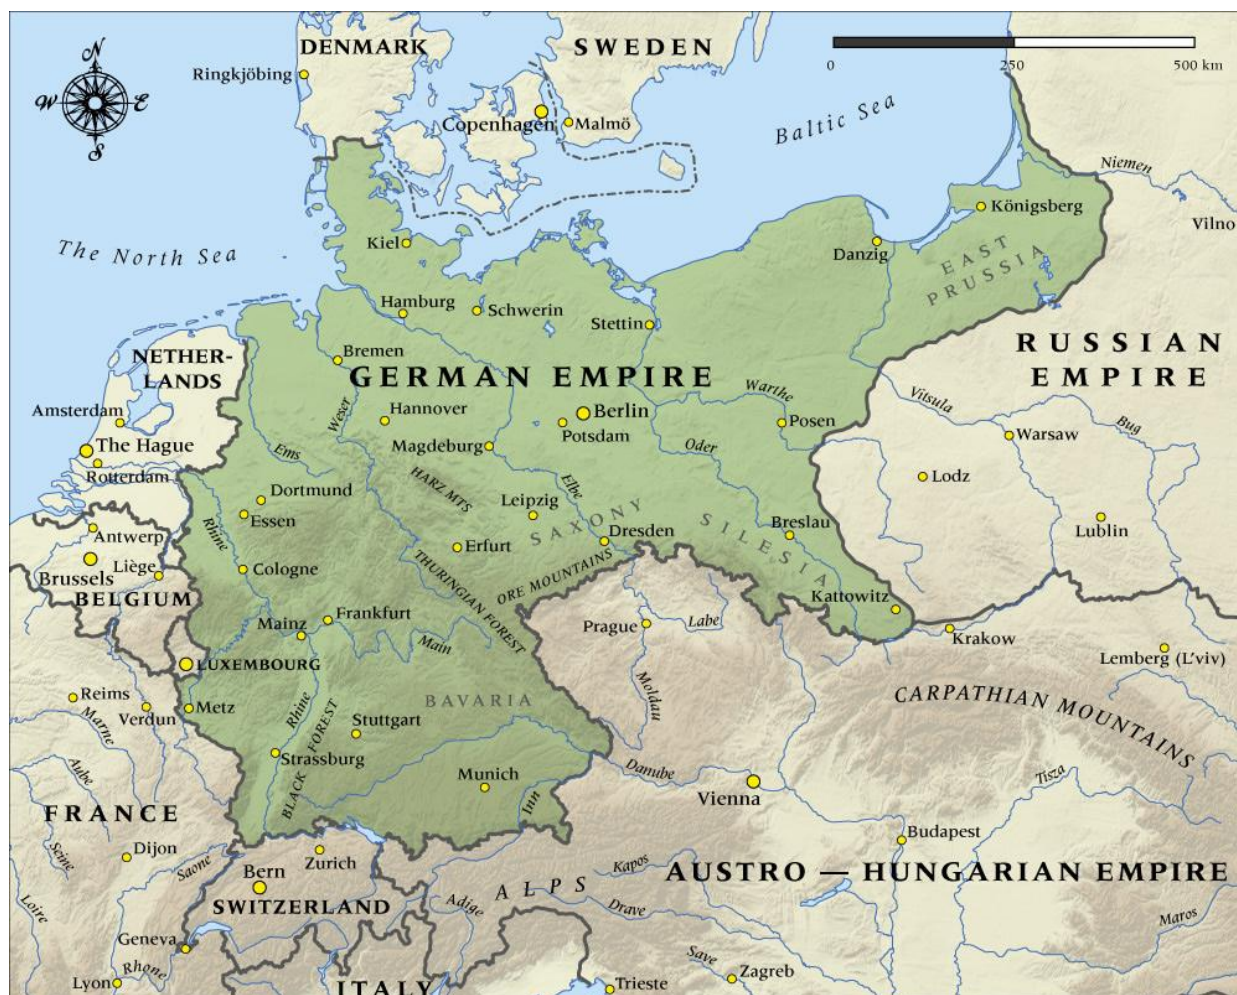 DENMARK
SWEDEN
N
W
E
S
Ringkjöbing
0
250
500 km
Copenhagen
Malmö
Baltic Sea
Niemen
Vilno
Königsberg
The North Sea
Kiel
Danzig
EAST
PRUSSIA
Hamburg
Schwerin
Stettin
NETHER-
LANDS
Bremen
GERMAN EMPIRE
RUSSIAN
EMPIRE
Amsterdam
Weser
Hannover
Berlin
Warthe
Vitsula
The Hague
Potsdam
Posen
Bug
Magdeburg
Oder
Warsaw
Rotterdam
Ems
HARZ MTS
Elbe
Lodz
Dortmund
Leipzig
Essen
SAXONY
SILESIA
Breslau
Lublin
Rhine
Antwerp
Dresden
Brussels
Liège
Cologne
Erfurt
THURINGIAN FOREST
ORE MOUNTAINS
BELGIUM
Kattowitz
Frankfurt
Mainz
Prague
Labe
Krakow
Main
LUXEMBOURG
Lemberg (L'viv)
Reims
Verdun
Metz
Rhine
BAVARIA
Moldau
CARPATHIAN MOUNTAINS
Marne
Stuttgart
BLACK FOREST
Strassburg
Aube
Munich
Danube
Tisza
Inn
Vienna
FRANCE
Budapest
Seine
Dijon
Saone
Zurich
Bern
Kapos
AUSTRO — HUNGARIAN EMPIRE
ALPS
Loire
SWITZERLAND
Adige
Drave
Maros
Geneva
Save
Rhone
Zagreb
Lyon
ITALY
Trieste